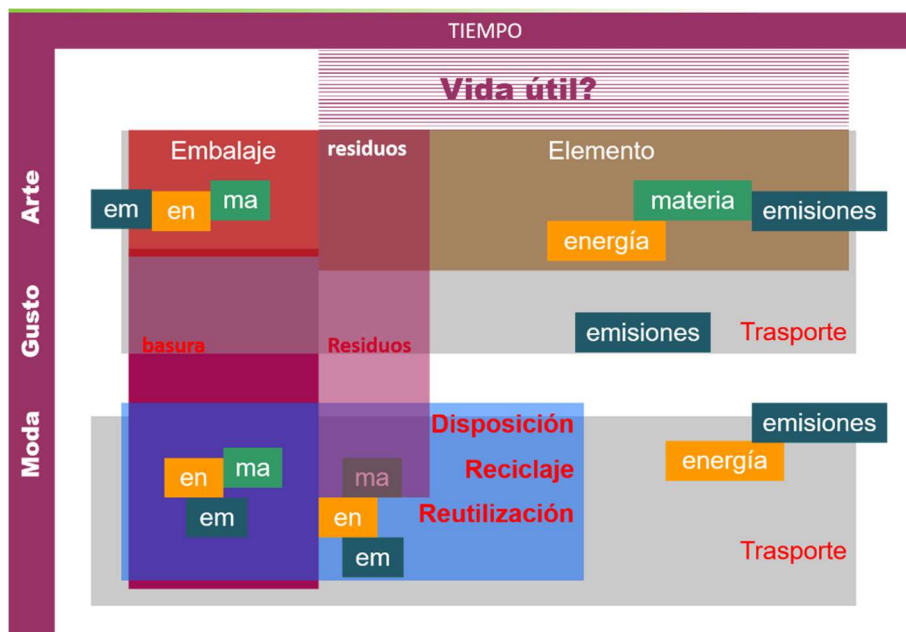 TIEMPO
Vida útil?
Arte
Embalaje
residuos
Elemento
em
en
ma
materia
emisiones
energía
Gusto
emisiones
Trasporte
basura
Residuos
Moda
Disposición
emisiones
energía
en
ma
ma
Reciclaje
em
en
Reutilización
em
Trasporte